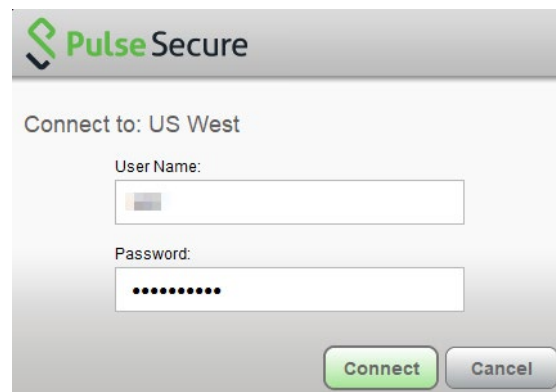 Pulse Secure
Connect to: US West
User Name:
Password:
••••••••••
Connect Cancel